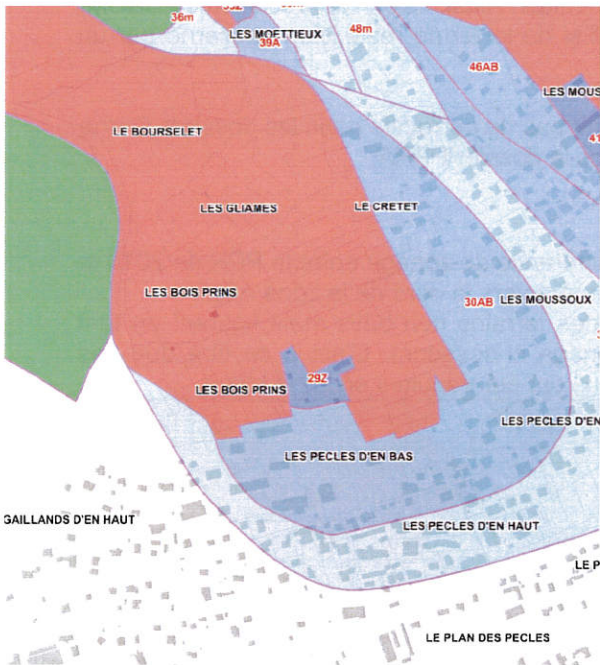 36m
LES MOETTIEUX
39A
48m
46AB
LES MOUS
41
LE BOURSELET
LES GLIAMES
LE CRETET
LES BOIS PRINS
30AB
LES MOUSSOUX
29Z
LES BOIS PRINS
LES PECLES D'EN
LES PECLES D'EN BAS
GAILLANDS D'EN HAUT
LES PECLES D'EN HAUT
LE P
LE PLAN DES PECLES